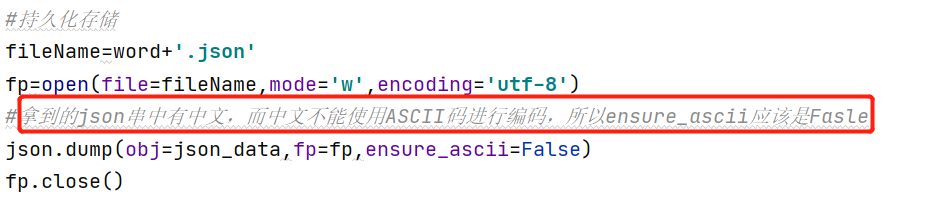 #持久化存储
fileName=word+'.json'
fp=open(file=fileName,mode='w',encoding='utf-8')
#拿到的json串中有中文，而中文不能使用ASCII码进行编码，所以ensure_ascii应该是Fasle
json.dump(obj=json_data,fp=fp,ensure_ascii=False)
fp.close()